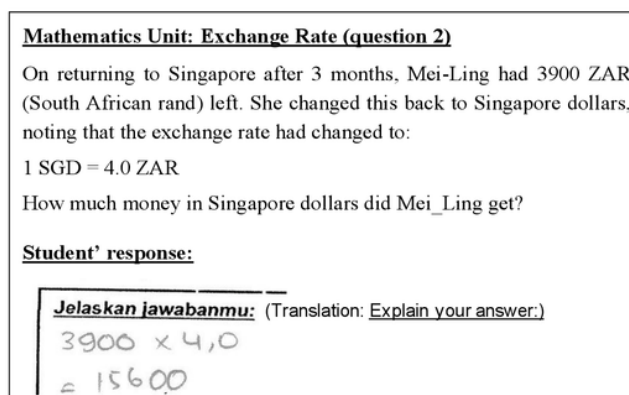 Mathematics Unit: Exchange Rate (question 2)
On returning to Singapore after 3 months, Mei-Ling had 3900 ZAR
(South African rand) left. She changed this back to Singapore dollars,
noting that the exchange rate had changed to:
1 SGD = 4.0 ZAR
How much money in Singapore dollars did Mei_Ling get?
Student' response:
Jelaskan jawabanmu: (Translation: Explain your answer:)
3900 × 4,0
= 15600